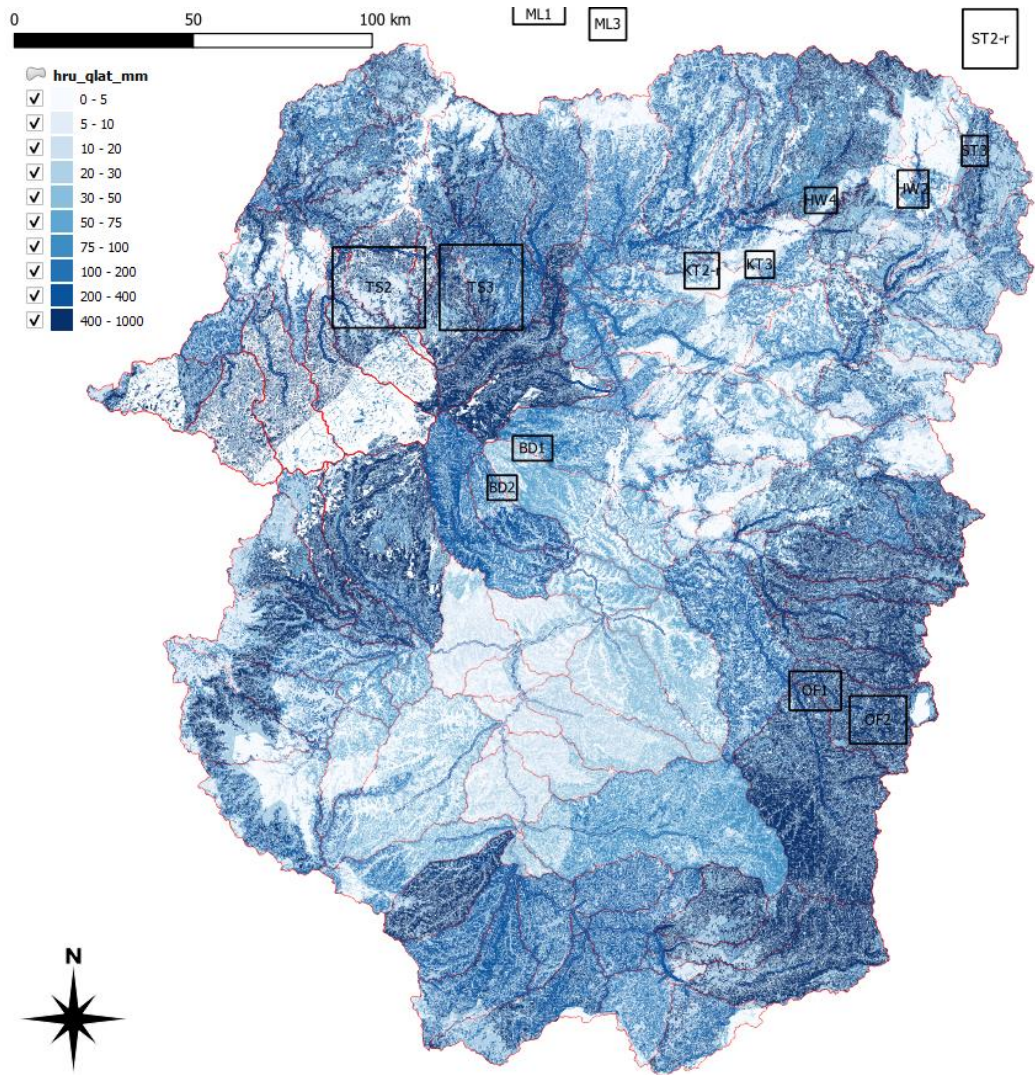 0 50 100 km
ML1
ML3
ST2-r
hru_qlat_mm
0 - 5
5 - 10
10 - 20
20 - 30
30 - 50
50 - 75
75 - 100
100 - 200
200 - 400
400 - 1000
ST3
HW2
HW4
KT2-r
KT3
TS2
TS3
BD1
BD2
OF1
OF2
N